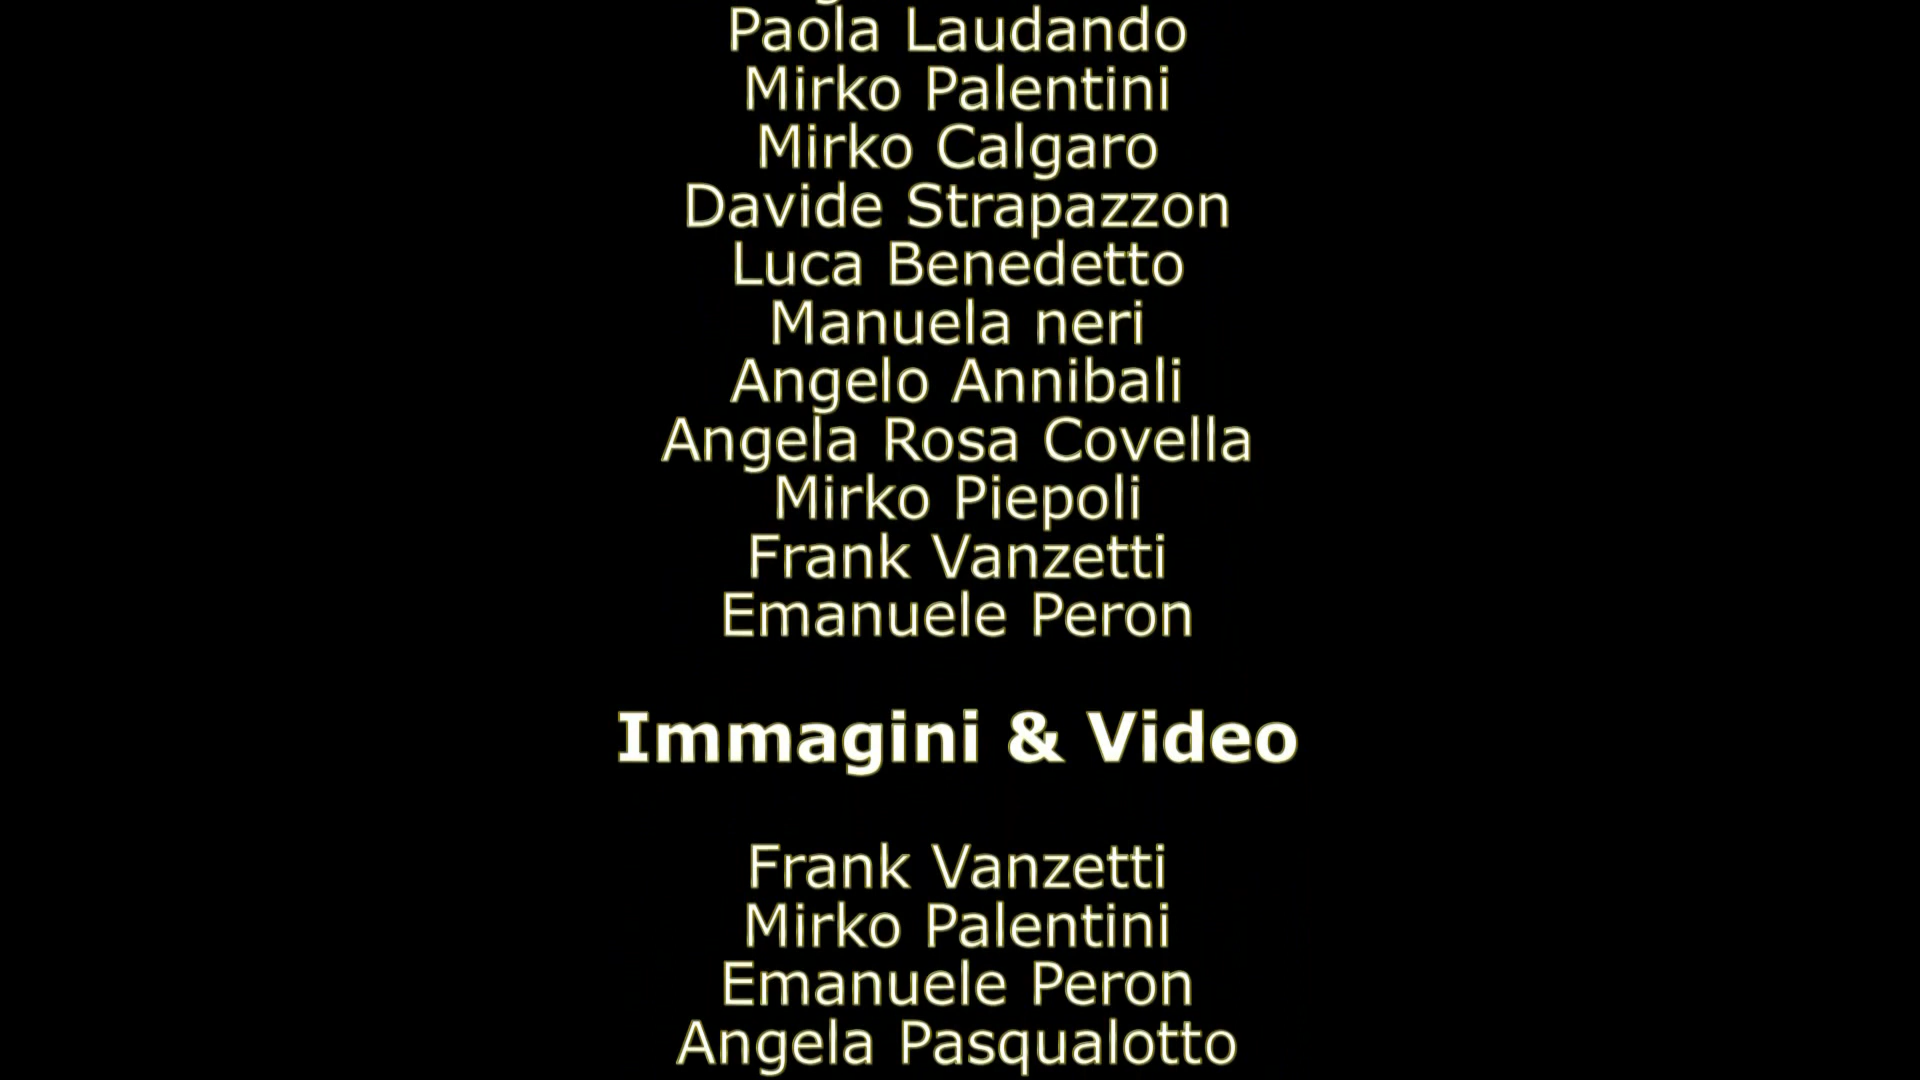 Paola Laudando
Mirko Palentini
Mirko Calgaro
Davide Strapazzon
Luca Benedetto
Manuela neri
Angelo Annibali
Angela Rosa Covella
Mirko Piepoli
Frank Vanzetti
Emanuele Peron
Immagini & Video
Frank Vanzetti
Mirko Palentini
Emanuele Peron
Angela Pasqualotto